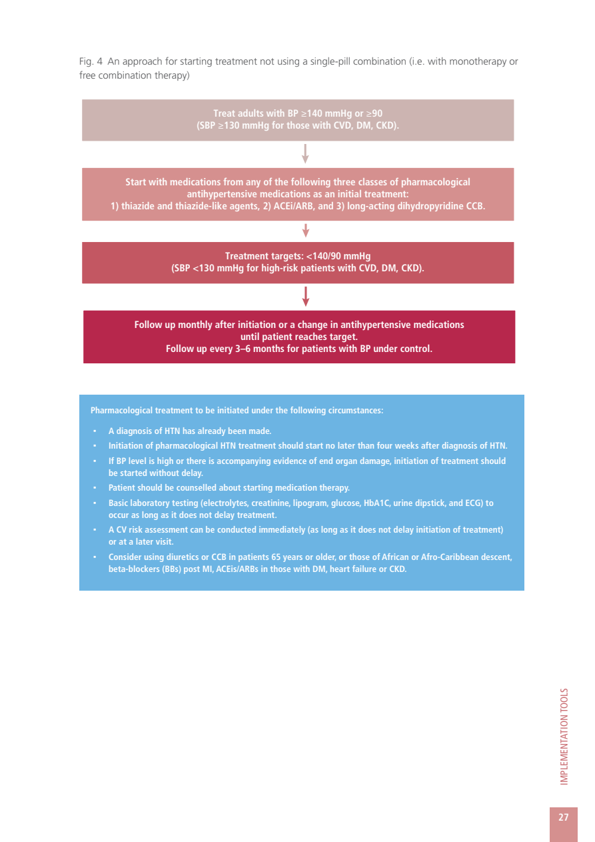 Fig. 4 An approach for starting treatment not using a single-pill combination (i.e. with monotherapy or
free combination therapy)
Treat adults with BP ≥140 mmHg or ≥90
(SBP ≥130 mmHg for those with CVD, DM, CKD).
Start with medications from any of the following three classes of pharmacological
antihypertensive medications as an initial treatment:
1) thiazide and thiazide-like agents, 2) ACEi/ARB, and 3) long-acting dihydropyridine CCB.
Treatment targets: <140/90 mmHg
(SBP <130 mmHg for high-risk patients with CVD, DM, CKD).
Follow up monthly after initiation or a change in antihypertensive medications
until patient reaches target.
Follow up every 3–6 months for patients with BP under control.
Pharmacological treatment to be initiated under the following circumstances:
• A diagnosis of HTN has already been made.
• Initiation of pharmacological HTN treatment should start no later than four weeks after diagnosis of HTN.
• If BP level is high or there is accompanying evidence of end organ damage, initiation of treatment should
be started without delay.
• Patient should be counselled about starting medication therapy.
• Basic laboratory testing (electrolytes, creatinine, lipogram, glucose, HbA1C, urine dipstick, and ECG) to
occur as long as it does not delay treatment.
• A CV risk assessment can be conducted immediately (as long as it does not delay initiation of treatment)
or at a later visit.
• Consider using diuretics or CCB in patients 65 years or older, or those of African or Afro-Caribbean descent,
beta-blockers (BBs) post MI, ACEis/ARBs in those with DM, heart failure or CKD.
IMPLEMENTATION TOOLS
27